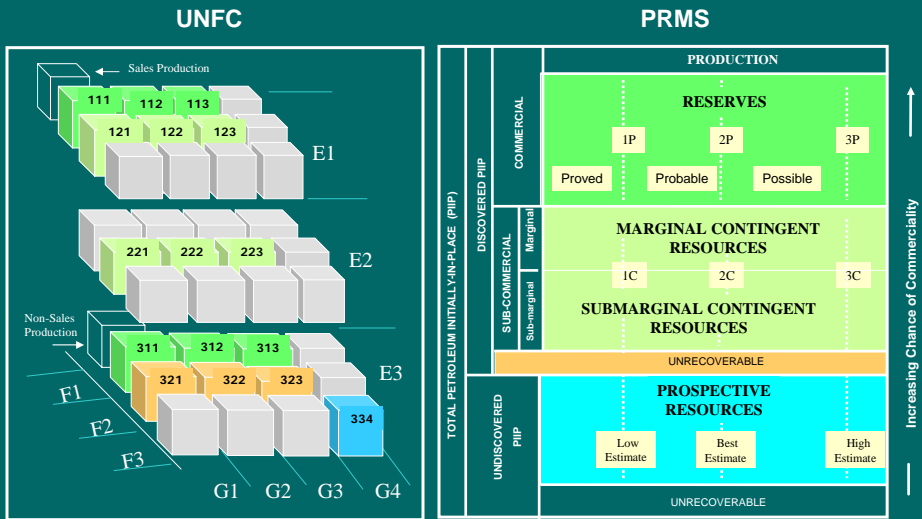 UNFC
PRMS
Sales Production
111 112 113
121 122 123
E1
221 222 223
E2
Non-Sales
Production
311 312 313
321 322 323
E3
334
F1
F2
F3
G1 G2 G3 G4
TOTAL PETROLEUM INITIALLY-IN-PLACE (PIIP)
DISCOVERED PIIP
UNDISCOVERED
PIIP
COMMERCIAL
SUB-COMMERCIAL
Marginal
Sub-marginal
PRODUCTION
RESERVES
1P 2P 3P
Proved Probable Possible
MARGINAL CONTINGENT
RESOURCES
1C 2C 3C
SUBMARGINAL CONTINGENT
RESOURCES
UNRECOVERABLE
PROSPECTIVE
RESOURCES
Low
Estimate
Best
Estimate
High
Estimate
UNRECOVERABLE
Increasing Chance of Commerciality